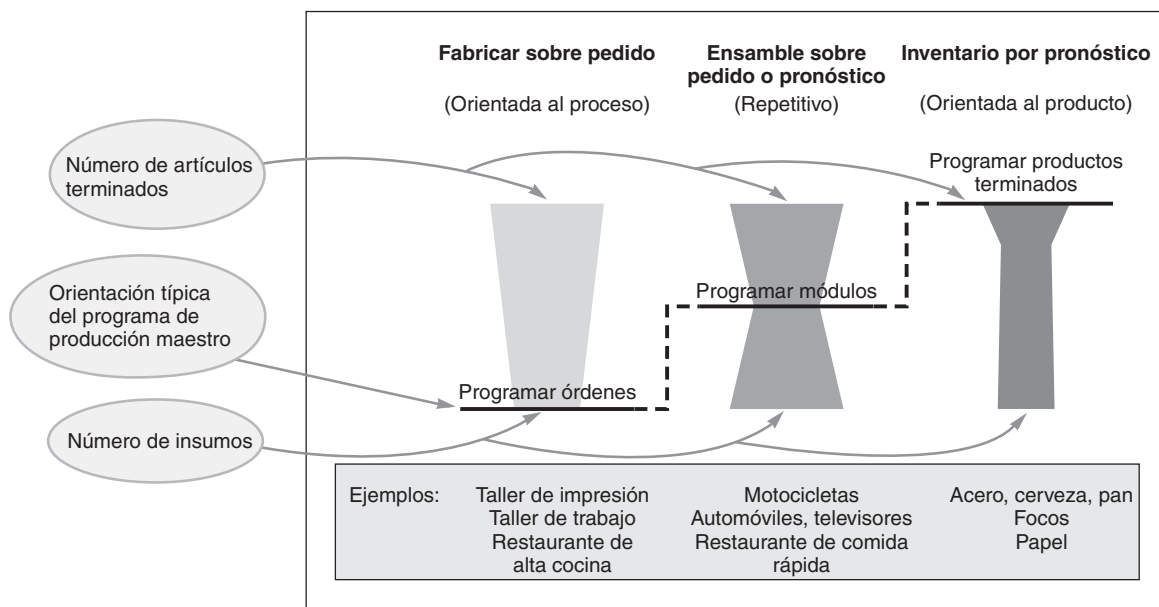 Fabricar sobre pedido
(Orientada al proceso)
Ensamble sobre
pedido o pronóstico
(Repetitivo)
Inventario por pronóstico
(Orientada al producto)
Número de artículos
terminados
Programar productos
terminados
Orientación típica
del programa de
producción maestro
Programar módulos
Programar órdenes
Número de insumos
Ejemplos:
Taller de impresión
Taller de trabajo
Restaurante de
alta cocina
Motocicletas
Automóviles, televisores
Restaurante de comida
rápida
Acero, cerveza, pan
Focos
Papel